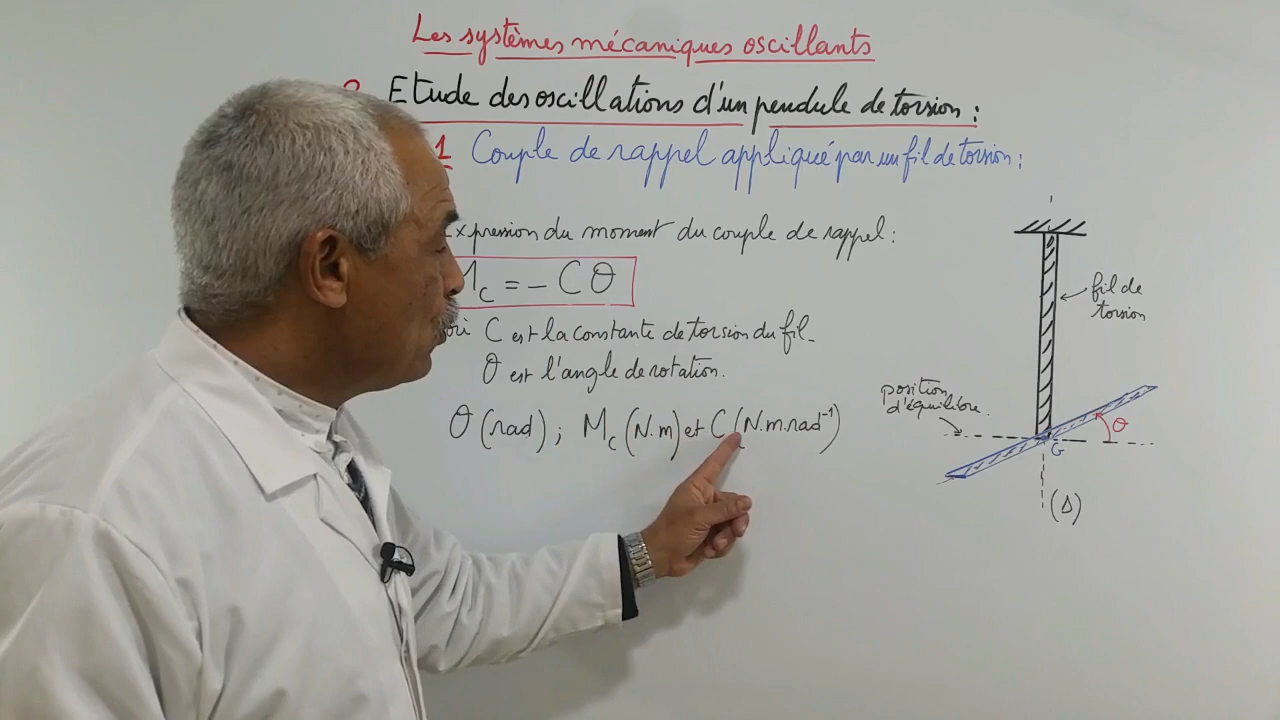 Les systèmes mécaniques oscillants
Etude des oscillations d'un pendule de torsion :
1 Couple de rappel appliqué par un fil de torsion :
xpression du moment du couple de rappel :
M_c = - C θ
où C est la constante de torsion du fil.
θ est l'angle de rotation.
θ (rad) ; M_c (N.m) et C (N.m.rad⁻¹)
fil de
torsion
position
d'équilibre.
θ
G
(Δ)